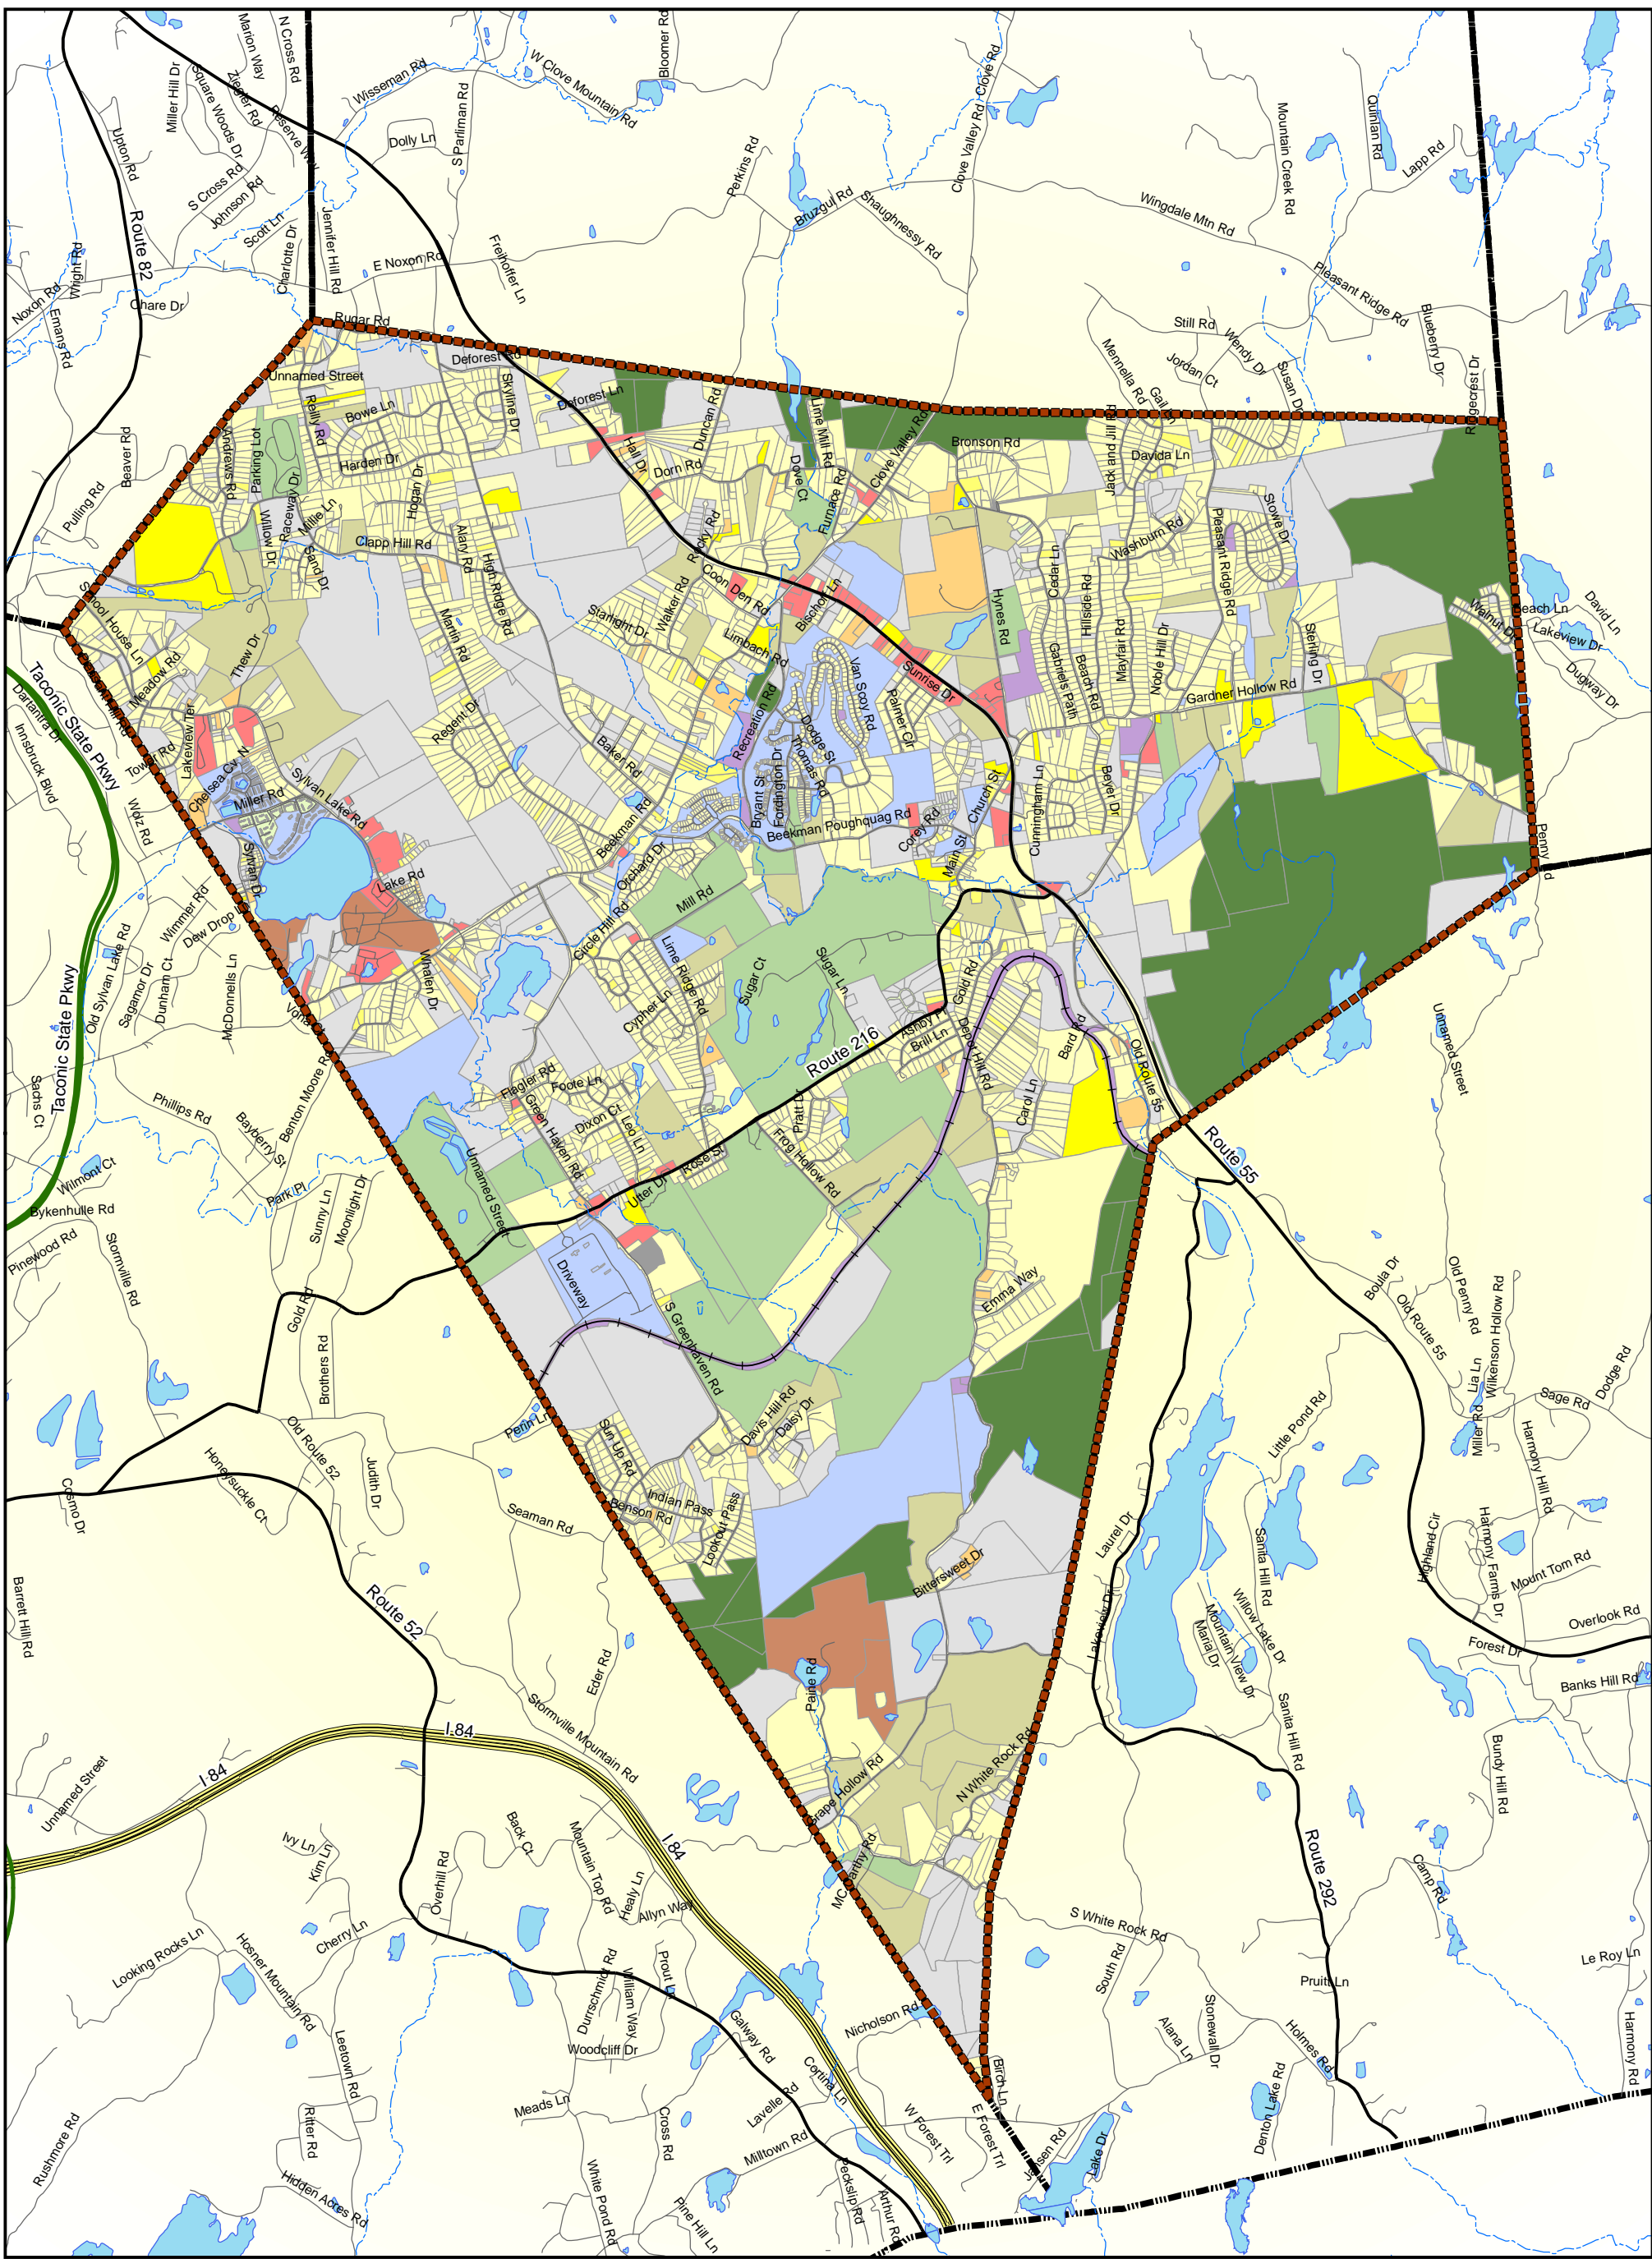 N Cross Rd
Marion Way
Miller Hill Dr
Square Woods Dr
Ziegler Rd
Reserve Way
Wisseman Rd
W Clove Mountain Rd
Bloomer Rd
Clove Rd
Clove Valley Rd
Quinlan Rd
Lapp Rd
Mountain Creek Rd
Upton Rd
Dolly Ln
S Parliman Rd
Perkins Rd
S Cross Rd
Johnson Rd
Scott Ln
Route 82
Jennifer Hill Rd
Charlotte Dr
Bruzgul Rd
Shaughnessy Rd
Wingdale Mtn Rd
Pleasant Ridge Rd
Wright Rd
Noxon Rd
Emans Rd
Ohare Dr
E Noxon Rd
Freihoffer Ln
Rugar Rd
Still Rd
Wendy Dr
Jordan Ct
Susan Dr
Blueberry Dr
Ridgecrest Dr
Mennella Rd
Gail Ln
Deforest Rd
Unnamed Street
Skyline Dr
Deforest Ln
Reilly Rd
Bowe Ln
Duncan Rd
Lime Mill Rd
Clove Valley Rd
Bronson Rd
Jack and Jill Rd
Davida Ln
Beaver Rd
Andrews Rd
Parking Lot
Harden Dr
Hall Dr
Dorn Rd
Dove Ct
Furnace Rd
Pulling Rd
Raceway Dr
Millie Ln
Hogan Dr
Willow Dr
Sand Dr
Clapp Hill Rd
Alary Rd
High Ridge Rd
Rocky Rd
Washburn Rd
Pleasant Ridge Rd
Stowe Dr
Cedar Ln
Hillside Rd
School House Ln
Coon Den Rd
Bischof Ln
Hynes Rd
Walnut Dr
Beach Ln
David Ln
Lakeview Dr
Dugway Dr
Starlight Dr
Walker Rd
Limbach Rd
Martin Rd
Thew Dr
Meadow Rd
Mayfair Rd
Noble Hill Dr
Sterling Dr
Gabriels Path
Beach Rd
Gardner Hollow Rd
Taconic State Pkwy
Dartantra Dr
Innsbruck Blvd
Lakeview Ter
Tower Rd
Regent Dr
Baker Rd
Recreation Rd
Van Scoy Rd
Sunrise Dr
Palmer Cir
Dodge St
Thomas Rd
Fordington Dr
Bryant St
Chelsea Cv N
Miller Rd
Sylvan Lake Rd
Beekman Rd
Beekman Poughquag Rd
Corey Rd
Church St
Main St
Cunningham Ln
Beyer Dr
Wolz Rd
Sylvan Dr
Lake Rd
Orchard Dr
Mill Rd
Wimmer Rd
Dew Drop Ln
Circle Hill Rd
Lime Ridge Rd
Sugar Ct
Sugar Ln
Gold Rd
Old Sylvan Lake Rd
Sagamor Dr
Dunham Ct
McDonnells Ln
Whalen Dr
Cypher Ln
Taconic State Pkwy
Ashby Pl
Brill Ln
Depot Hill Rd
Bard Rd
Route 216
Old Route 55
Unnamed Street
Sachs Ct
Phillips Rd
Bayberry St
Benton Moore Rd
Flagler Rd
Foote Ln
Green Haven Rd
Dixon Ct
Leo Ln
Pratt Dr
Frog Hollow Rd
Carol Ln
Route 55
Wilmont Ct
Park Pl
Sunny Ln
Moonlight Dr
Unnamed Street
Utter Dr
Rose St
Bykenhulle Rd
Pinewood Rd
Stormville Rd
Gold Rd
Driveway
S Greenhaven Rd
Emma Way
Boula Dr
Old Penny Rd
Old Route 55
Wilkenson Hollow Rd
Lia Ln
Dodge Rd
Sage Rd
Brothers Rd
Perin Ln
Davis Hill Rd
Daisy Dr
Little Pond Rd
Miller Rd
Harmony Hill Rd
Old Route 52
Judith Dr
Honeysuckle Ct
Cosmo Dr
Seaman Rd
Sun Up Rd
Indian Pass
Benson Rd
Lookout Pass
Laurel Dr
Sanita Hill Rd
Highland Cir
Harmony Farms Dr
Mount Tom Rd
Barrett Hill Rd
Route 52
Bittersweet Dr
Lakeview Dr
Willow Lake Dr
Mountain View Dr
Maria Dr
Overlook Rd
Forest Dr
Banks Hill Rd
Eder Rd
Paine Rd
Stormville Mountain Rd
Sanita Hill Rd
Bundy Hill Rd
I 84
I 84
Unnamed Street
Grape Hollow Rd
N White Rock Rd
Ivy Ln
Kim Ln
Back Ct
Mountain Top Rd
Healy Ln
Allyn Way
I 84
Overhill Rd
Route 292
Camp Rd
Looking Rocks Ln
Hosner Mountain Rd
Cherry Ln
S White Rock Rd
South Rd
Le Roy Ln
Durrschmidt Rd
William Way
Prout Ln
Pruitt Ln
Nicholson Rd
Woodcliff Dr
Galway Rd
Leetown Rd
Cortina Ln
Birch Ln
Alana Ln
Stonewall Dr
Holmes Rd
Harmony Rd
Meads Ln
Lavelle Rd
Cross Rd
Milltown Rd
W Forest Trl
E Forest Trl
Jensen Rd
Lake Dr
Denton Lake Rd
Ritter Rd
Rushmore Rd
Hidden Acres Rd
White Pond Rd
Pine Hill Ln
Peckslip Rd
Arthur Rd